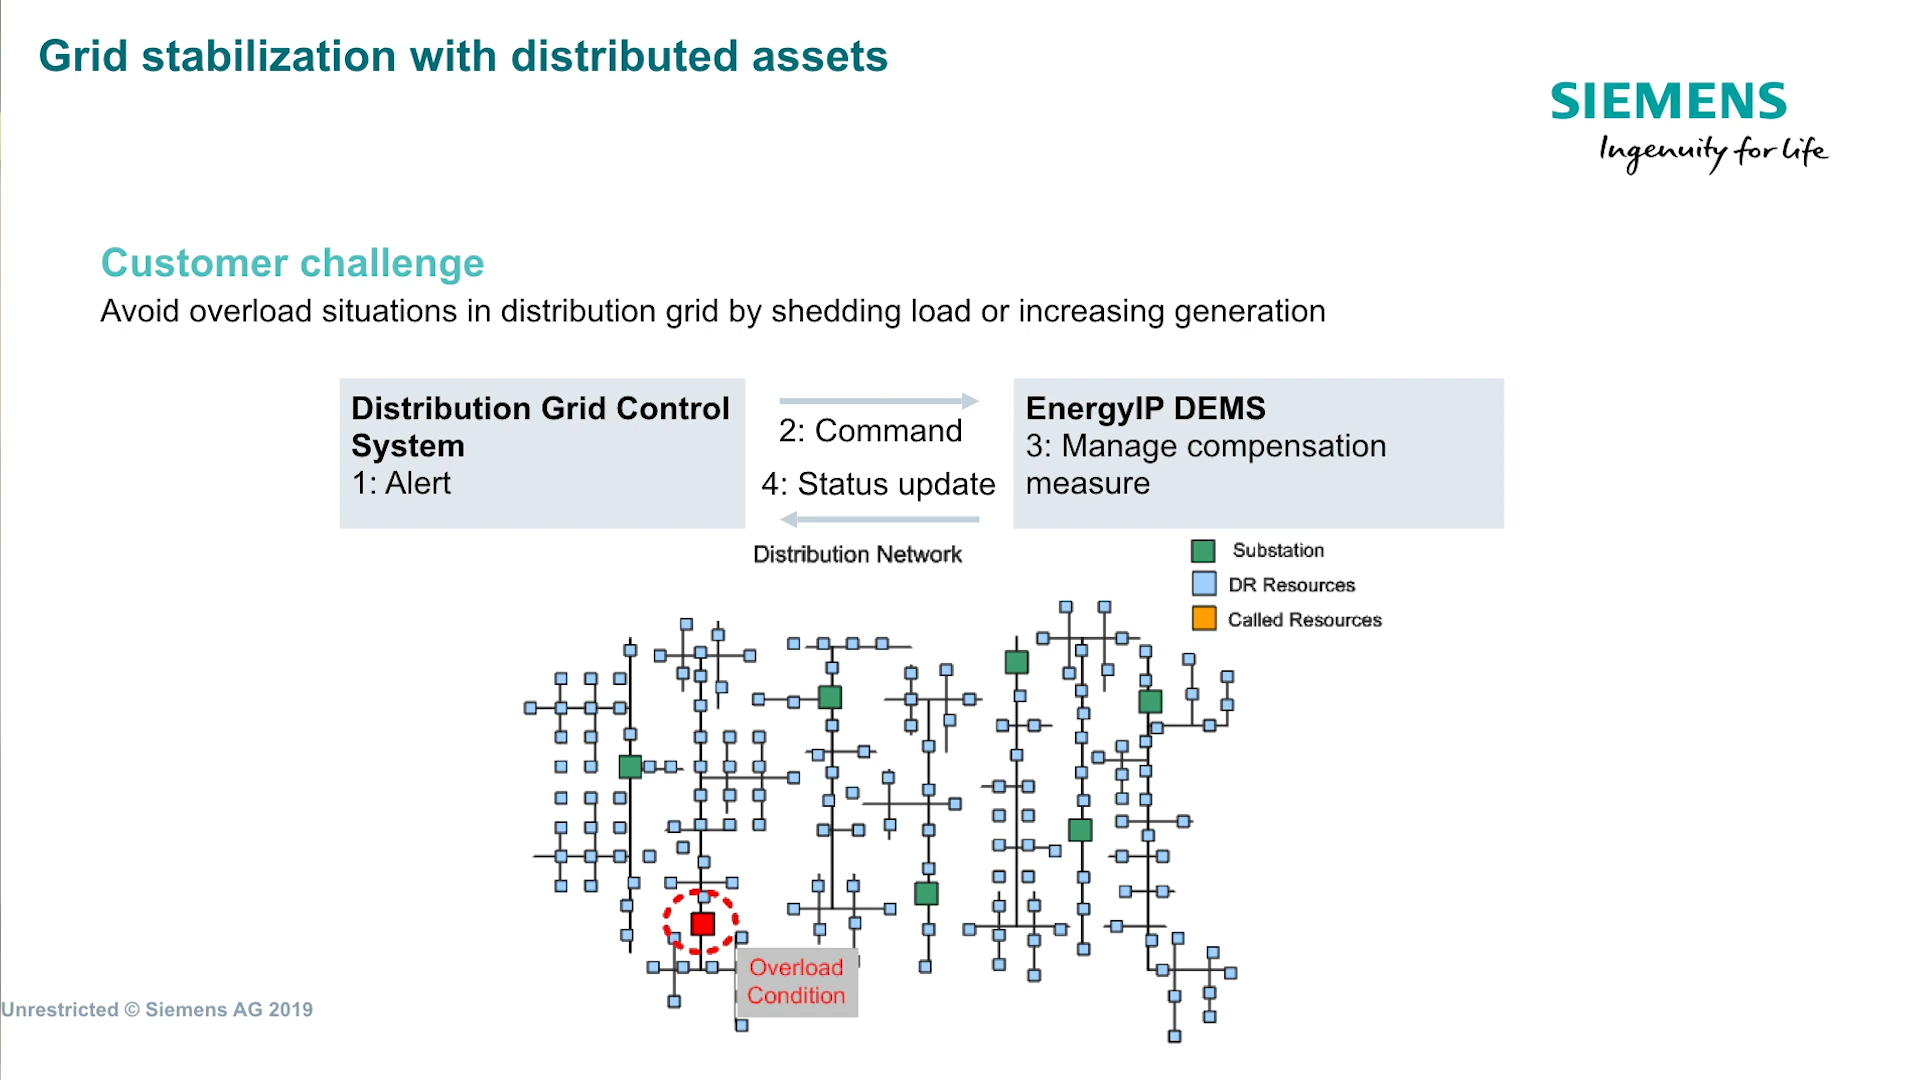 Grid stabilization with distributed assets
SIEMENS
Ingenuity for life
Customer challenge
Avoid overload situations in distribution grid by shedding load or increasing generation
Distribution Grid Control
System
1: Alert
2: Command
4: Status update
EnergyIP DEMS
3: Manage compensation
measure
Distribution Network
Substation
DR Resources
Called Resources
Overload
Condition
Unrestricted © Siemens AG 2019